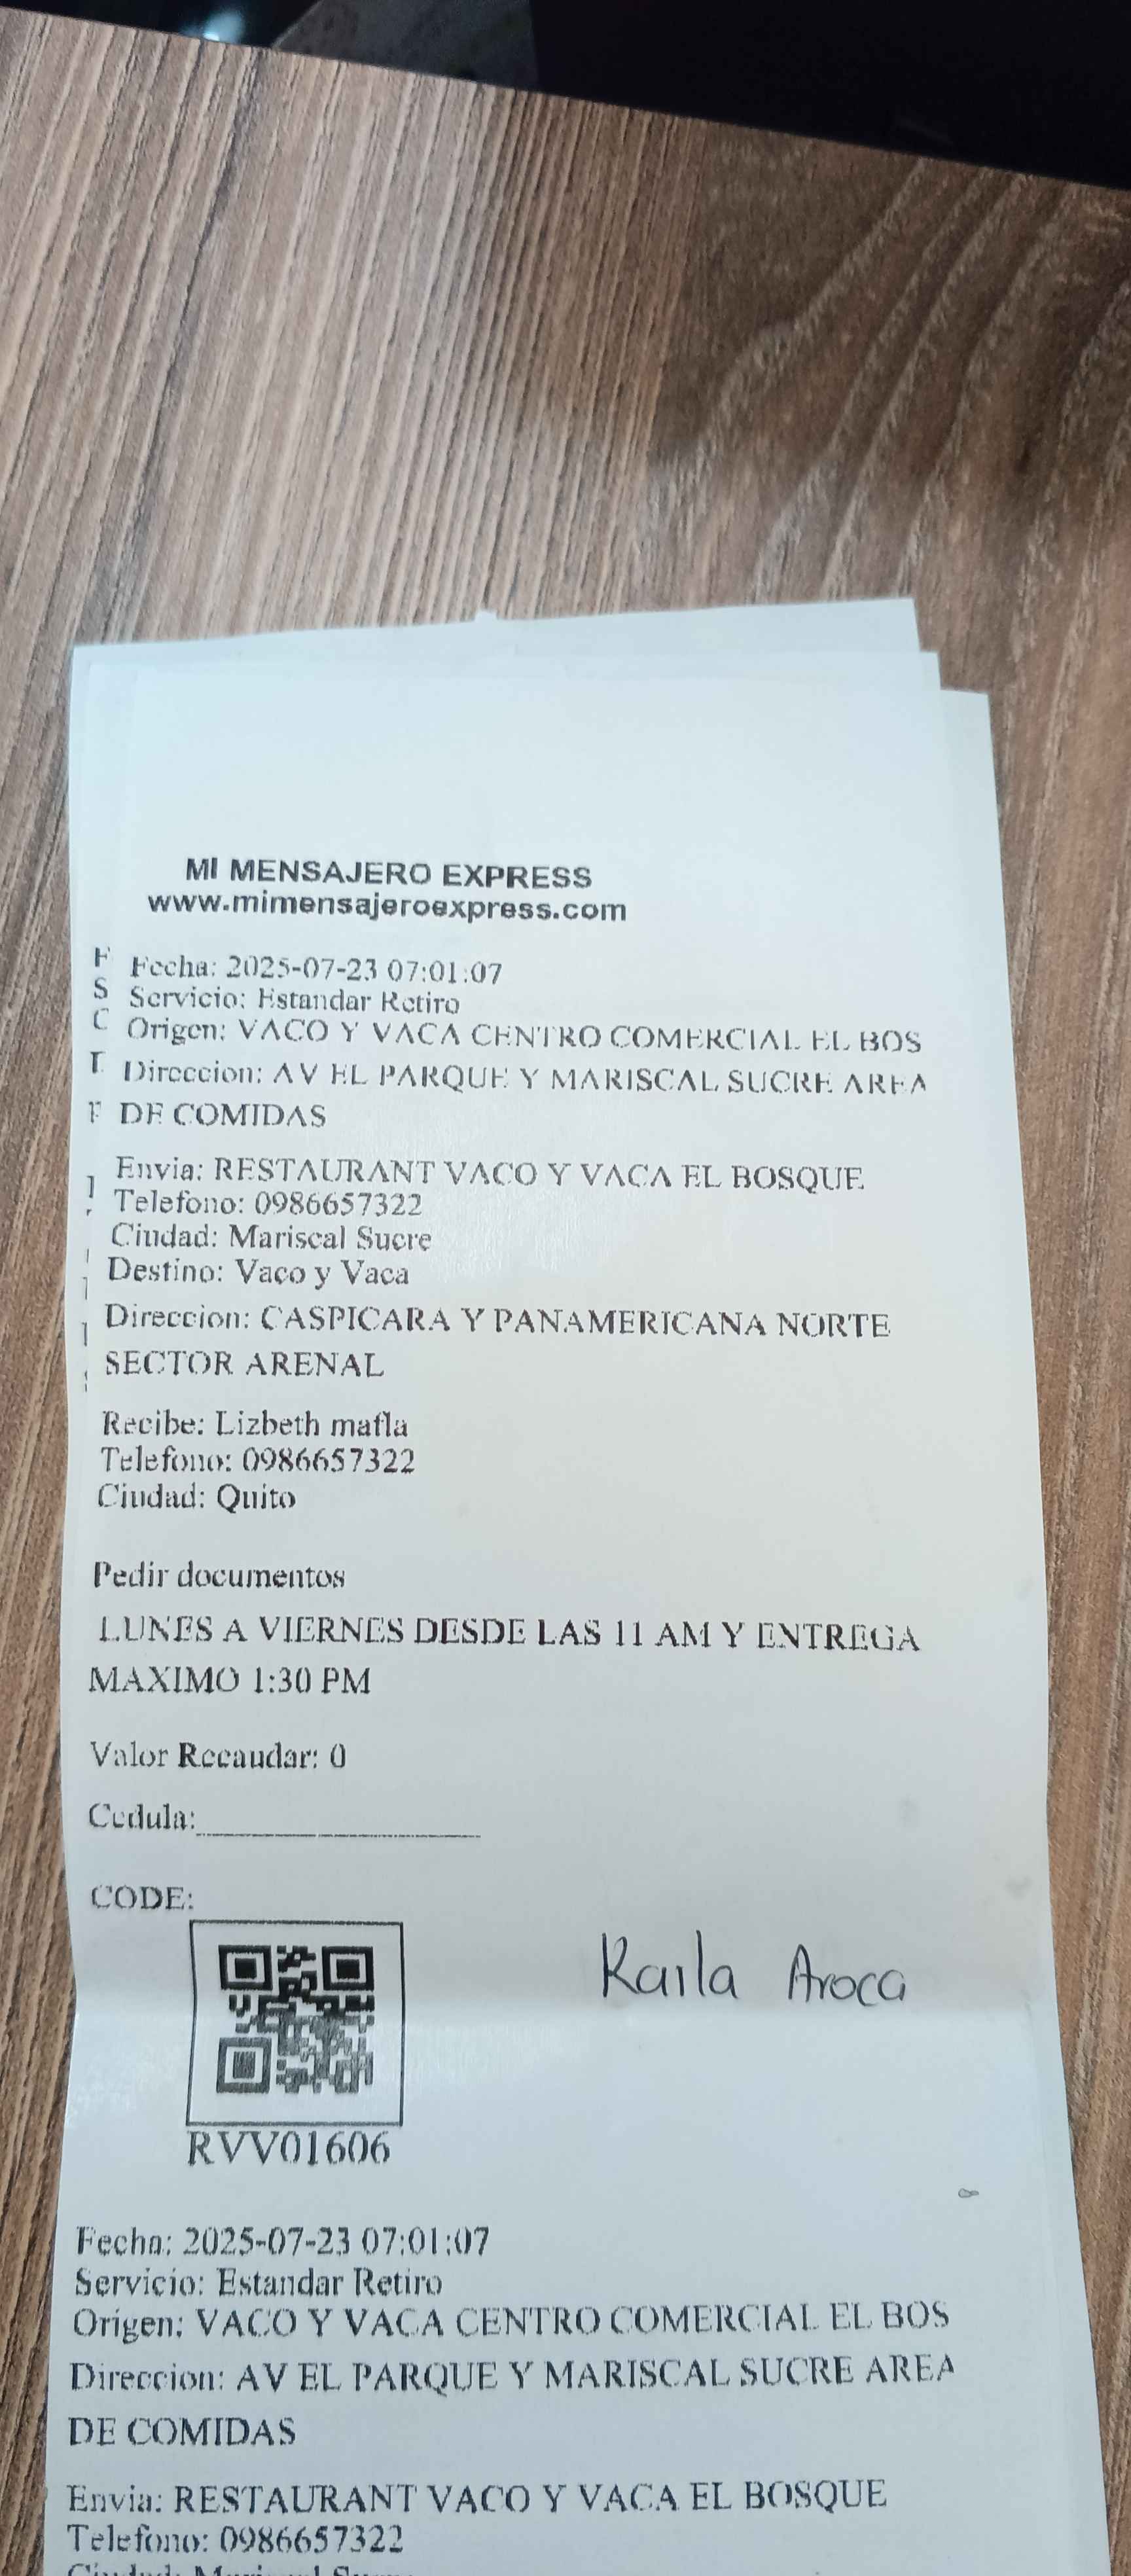 MI MENSAJERO EXPRESS
www.mimensajeroexpress.com
Fecha: 2025-07-23 07:01:07
Servicio: Estandar Retiro
Origen: VACO Y VACA CENTRO COMERCIAL EL BOS
Direccion: AV EL PARQUE Y MARISCAL SUCRE AREA
DE COMIDAS
Envia: RESTAURANT VACO Y VACA EL BOSQUE
Telefono: 0986657322
Ciudad: Mariscal Sucre
Destino: Vaco y Vaca
Direccion: CASPICARA Y PANAMERICANA NORTE
SECTOR ARENAL
Recibe: Lizbeth mafla
Telefono: 0986657322
Ciudad: Quito
Pedir documentos
LUNES A VIERNES DESDE LAS 11 AM Y ENTREGA
MAXIMO 1:30 PM
Valor Recaudar: 0
Cedula:
CODE:
Karla Aroca
RVV01606
Fecha: 2025-07-23 07:01:07
Servicio: Estandar Retiro
Origen: VACO Y VACA CENTRO COMERCIAL EL BOS
Direccion: AV EL PARQUE Y MARISCAL SUCRE AREA
DE COMIDAS
Envia: RESTAURANT VACO Y VACA EL BOSQUE
Telefono: 0986657322